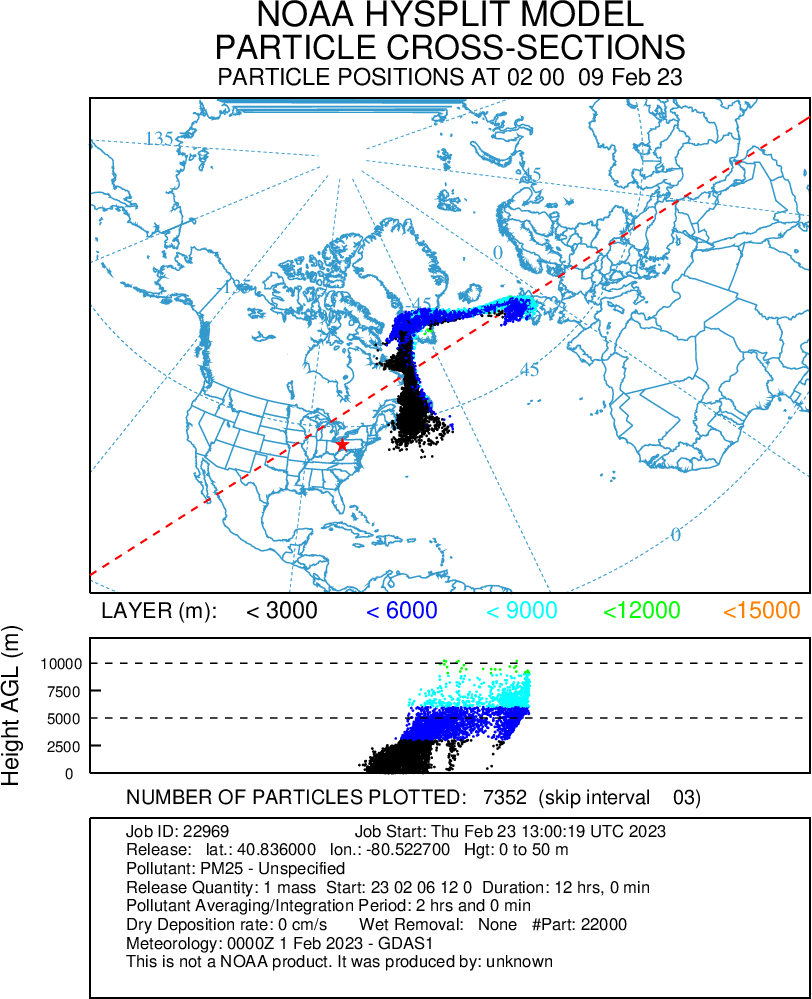 NOAA HYSPLIT MODEL
PARTICLE CROSS-SECTIONS
PARTICLE POSITIONS AT 02 00 09 Feb 23
135
45
0
-135
-45
45
0
LAYER (m): < 3000 < 6000 < 9000 <12000 <15000
Height AGL (m)
10000
7500
5000
2500
0
NUMBER OF PARTICLES PLOTTED: 7352 (skip interval 03)
Job ID: 22969 Job Start: Thu Feb 23 13:00:19 UTC 2023
Release: lat.: 40.836000 lon.: -80.522700 Hgt: 0 to 50 m
Pollutant: PM25 - Unspecified
Release Quantity: 1 mass Start: 23 02 06 12 0 Duration: 12 hrs, 0 min
Pollutant Averaging/Integration Period: 2 hrs and 0 min
Dry Deposition rate: 0 cm/s Wet Removal: None #Part: 22000
Meteorology: 0000Z 1 Feb 2023 - GDAS1
This is not a NOAA product. It was produced by: unknown